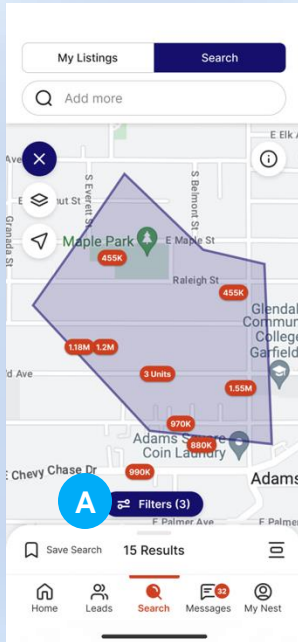 My Listings Search
Add more
E Elk A
Ave
S Everett St
S Belmont St
E
ut St
Granada St
Maple Park
E Maple St
455K
Raleigh St
455K
Glendal
Commun
College
Garfield
1.18M
1.2M
3 Units
'd Ave
1.55M
970K
880K
Adams Square
Coin Laundry
E Chevy Chase Dr
990K
Adams
A
Filters (3)
E Palmer Ave
E Palmer
Save Search
15 Results
32
Home Leads Search Messages My Nest